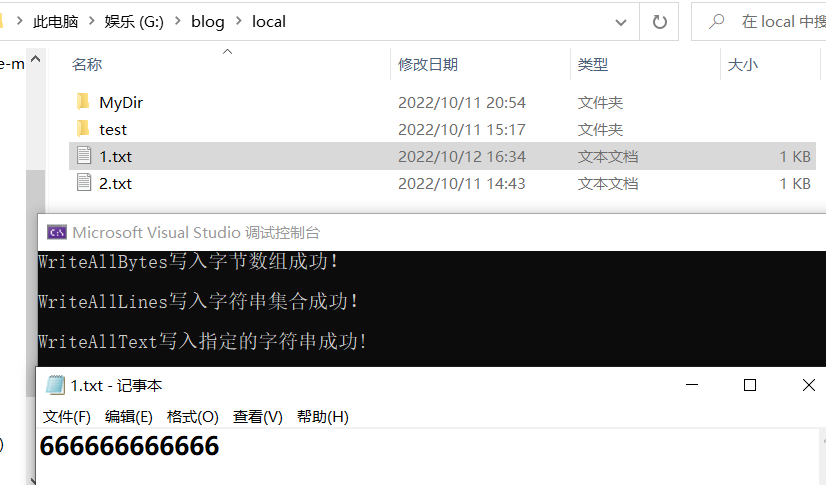 此电脑 > 娱乐 (G:) > blog > local
在 local 中搜
e-m
名称 修改日期 类型 大小
MyDir 2022/10/11 20:54 文件夹
test 2022/10/11 15:17 文件夹
1.txt 2022/10/12 16:34 文本文档 1 KB
2.txt 2022/10/11 14:43 文本文档 1 KB
Microsoft Visual Studio 调试控制台
WriteAllBytes写入字节数组成功!
WriteAllLines写入字符串集合成功!
WriteAllText写入指定的字符串成功!
1.txt - 记事本
文件(F) 编辑(E) 格式(O) 查看(V) 帮助(H)
666666666666
)